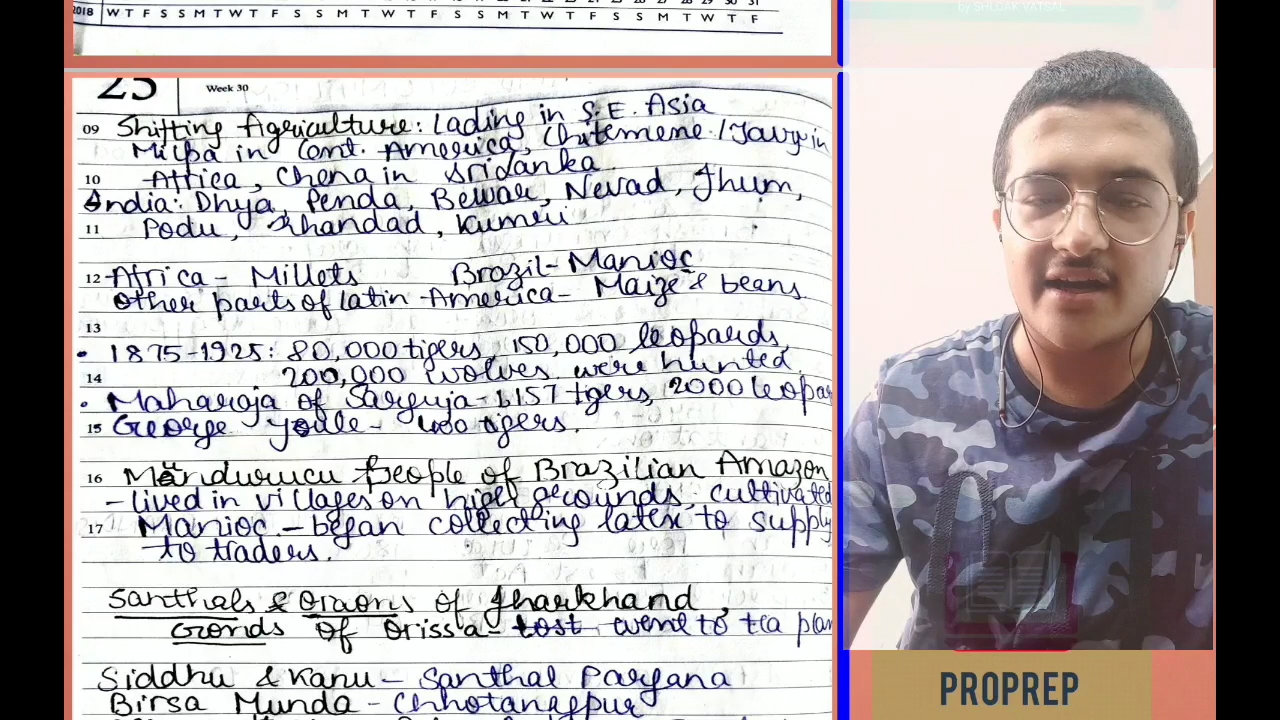 2018 W T F S S M T W T F S S M T W T F S S M T W T F S S M T W T F
by SHLOAK VATSAL
25 Week 30
09 Shifting Agriculture: Lading in S.E. Asia
Milpa in Cent. America, Chitemene / Tavy in
10 Africa, Chena in Sridanka
India: Dhya, Penda, Bewar, Nevad, Jhum,
11 Podu, Khandad, Kumri
12 Africa - Millets Brazil - Manioc
Other parts of latin America - Maize & beans
13
• 1875-1925: 80,000 tigers 150,000 leopards,
14 200,000 wolves were hunted
• Maharaja of Sarguja - 1157 tigers, 2000 leopar
15 George Youle - 400 tigers.
16 Mundurucu People of Brazilian Amazon
- lived in villages on high grounds, cultivated
17 Manioc - began collecting latex to supply
to traders.
Santhals & Oraons of Jharkhand,
Gonds of Orissa - went to tea plan
Siddhu & Kanu - Santhal Pargana
Birsa Munda - Chhotanagpur
PROPREP